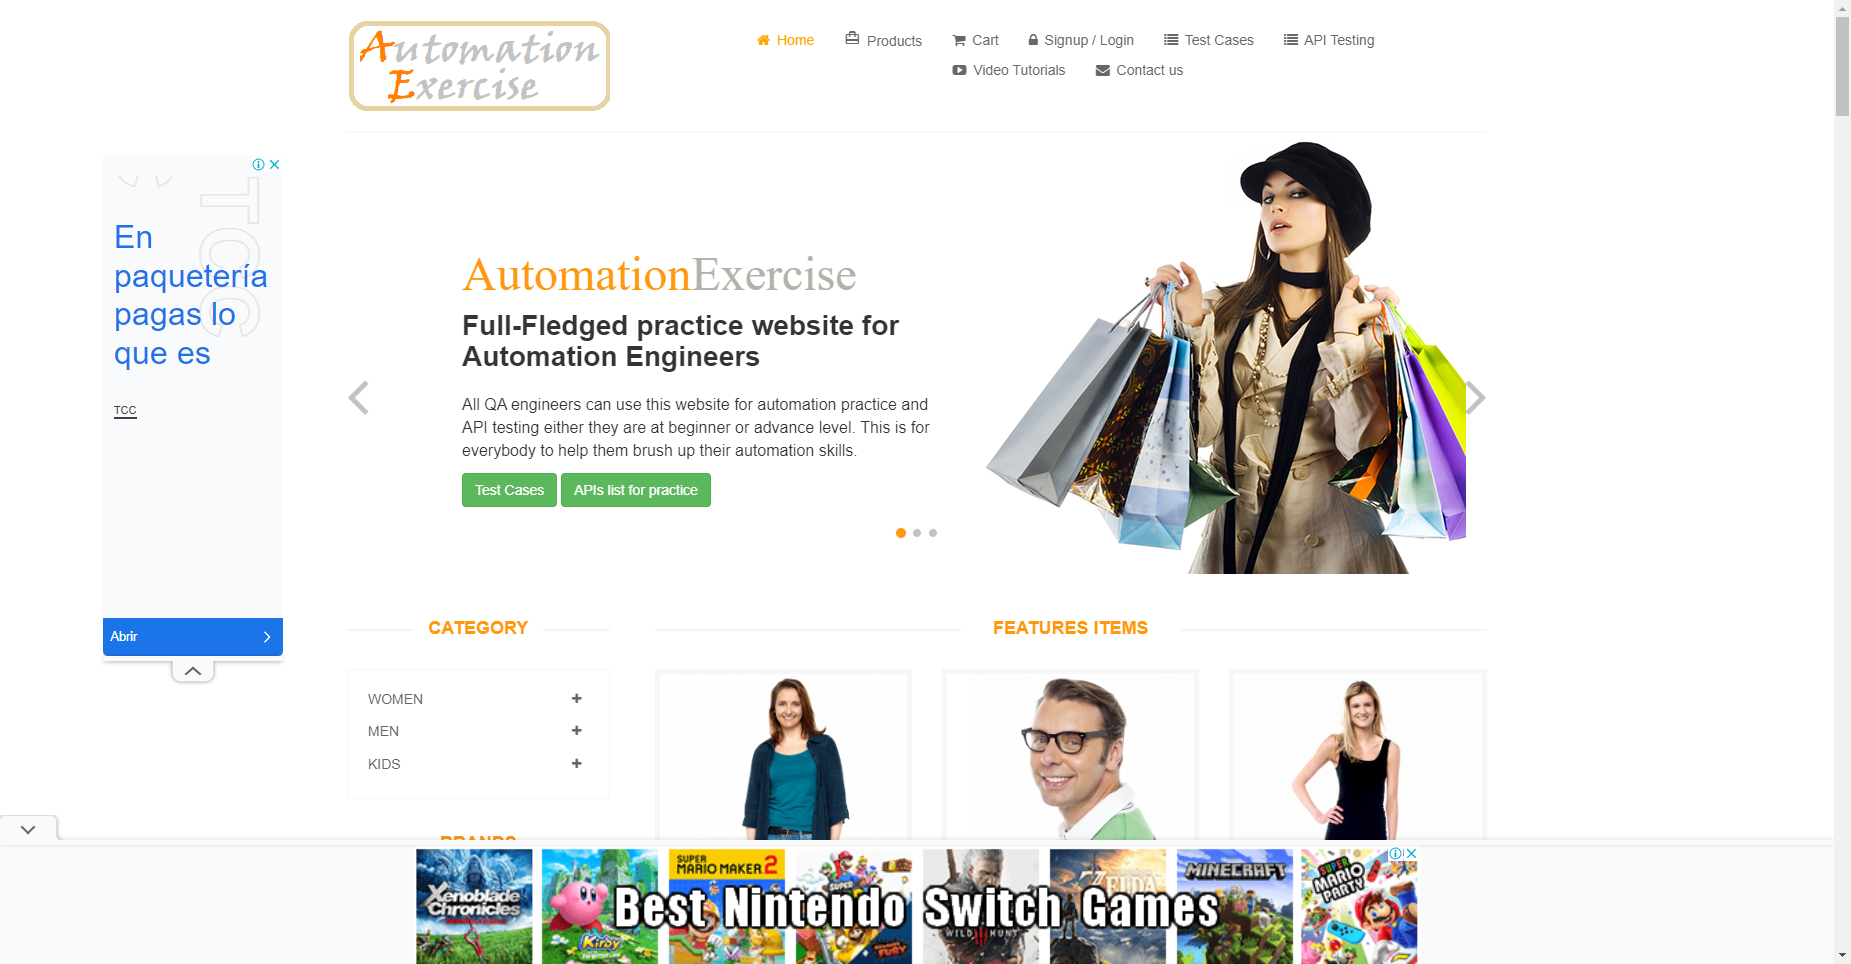 Automation
Exercise
Home
Products
Cart
Signup / Login
Test Cases
API Testing
Video Tutorials
Contact us
TCC
En
paquetería
pagas lo
que es
TCC
Abrir
AutomationExercise
Full-Fledged practice website for
Automation Engineers
All QA engineers can use this website for automation practice and
API testing either they are at beginner or advance level. This is for
everybody to help them brush up their automation skills.
Test Cases
APIs list for practice
CATEGORY
WOMEN
MEN
KIDS
BRANDS
FEATURES ITEMS
Xenoblade
Chronicles
Kirby
SUPER
MARIO MAKER 2
SUPER
FURY
WILD HUNT
ZELDA
MINECRAFT
SUPER
MARIO
PARTY
Best Nintendo Switch Games